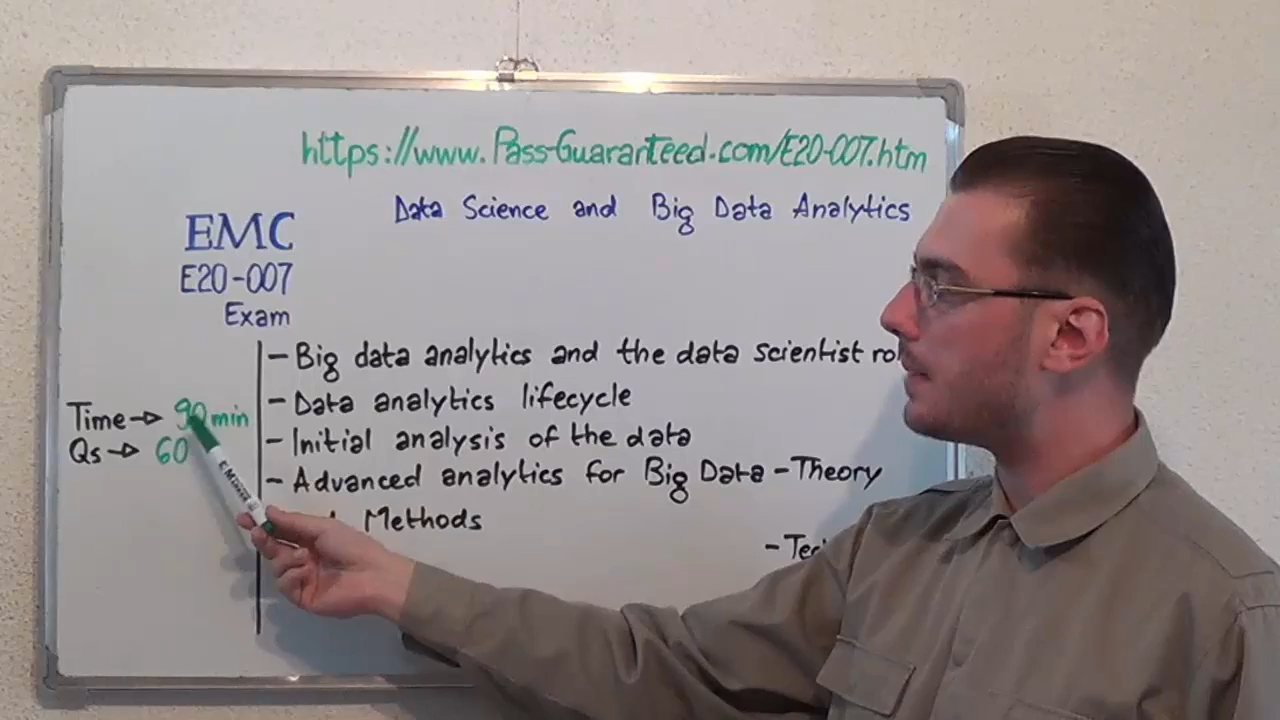 https://www.Pass-Guaranteed.com/E20-007.htm
Data Science and Big Data Analytics
EMC
E20-007
Exam
- Big data analytics and the data scientist
- Data analytics lifecycle
- Initial analysis of the data
- Advanced analytics for Big Data - Theory
Methods
Time → 90 min
Qs → 60